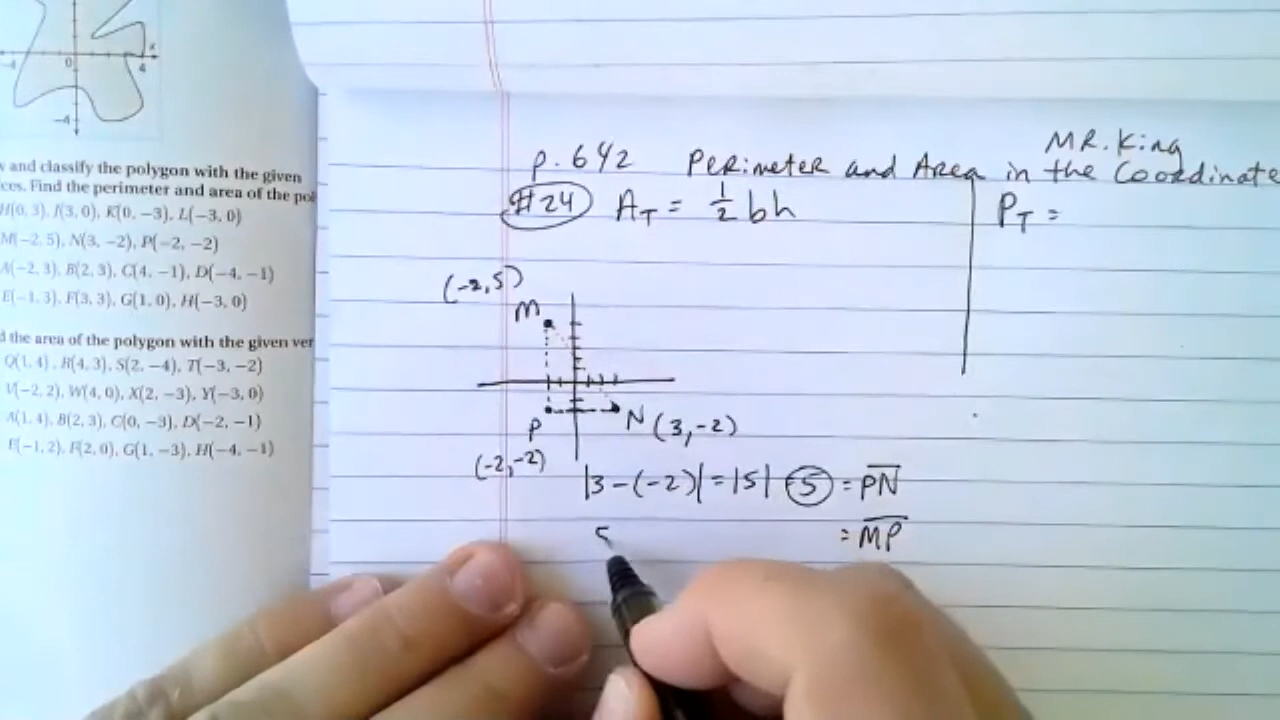 x
-4
0
4
-4
and classify the polygon with the given
Find the perimeter and area of the
H(0, 3), J(3, 0), K(0, −3), L(−3, 0)
M(−2, 5), N(3, −2), P(−2, −2)
A(−2, 3), B(2, 3), C(4, −1), D(−4, −1)
E(−1, 3), F(3, 3), G(1, 0), H(−3, 0)
the area of the polygon with the given
Q(1, 4), R(4, 3), S(2, −4), T(−3, −2)
V(−2, 2), W(4, 0), X(2, −3), Y(−3, 0)
A(1, 4), B(2, 3), C(0, −3), D(−2, −1)
E(−1, 2), F(2, 0), G(1, −3), H(−4, −1)
MR. King
p. 642 Perimeter and Area in the Coordinate
#24 A_T = 1/2 bh
P_T =
(-2,5)
M
P
N (3,-2)
(-2,-2)
|3-(-2)| = |5| 5 = PN
5 = MP